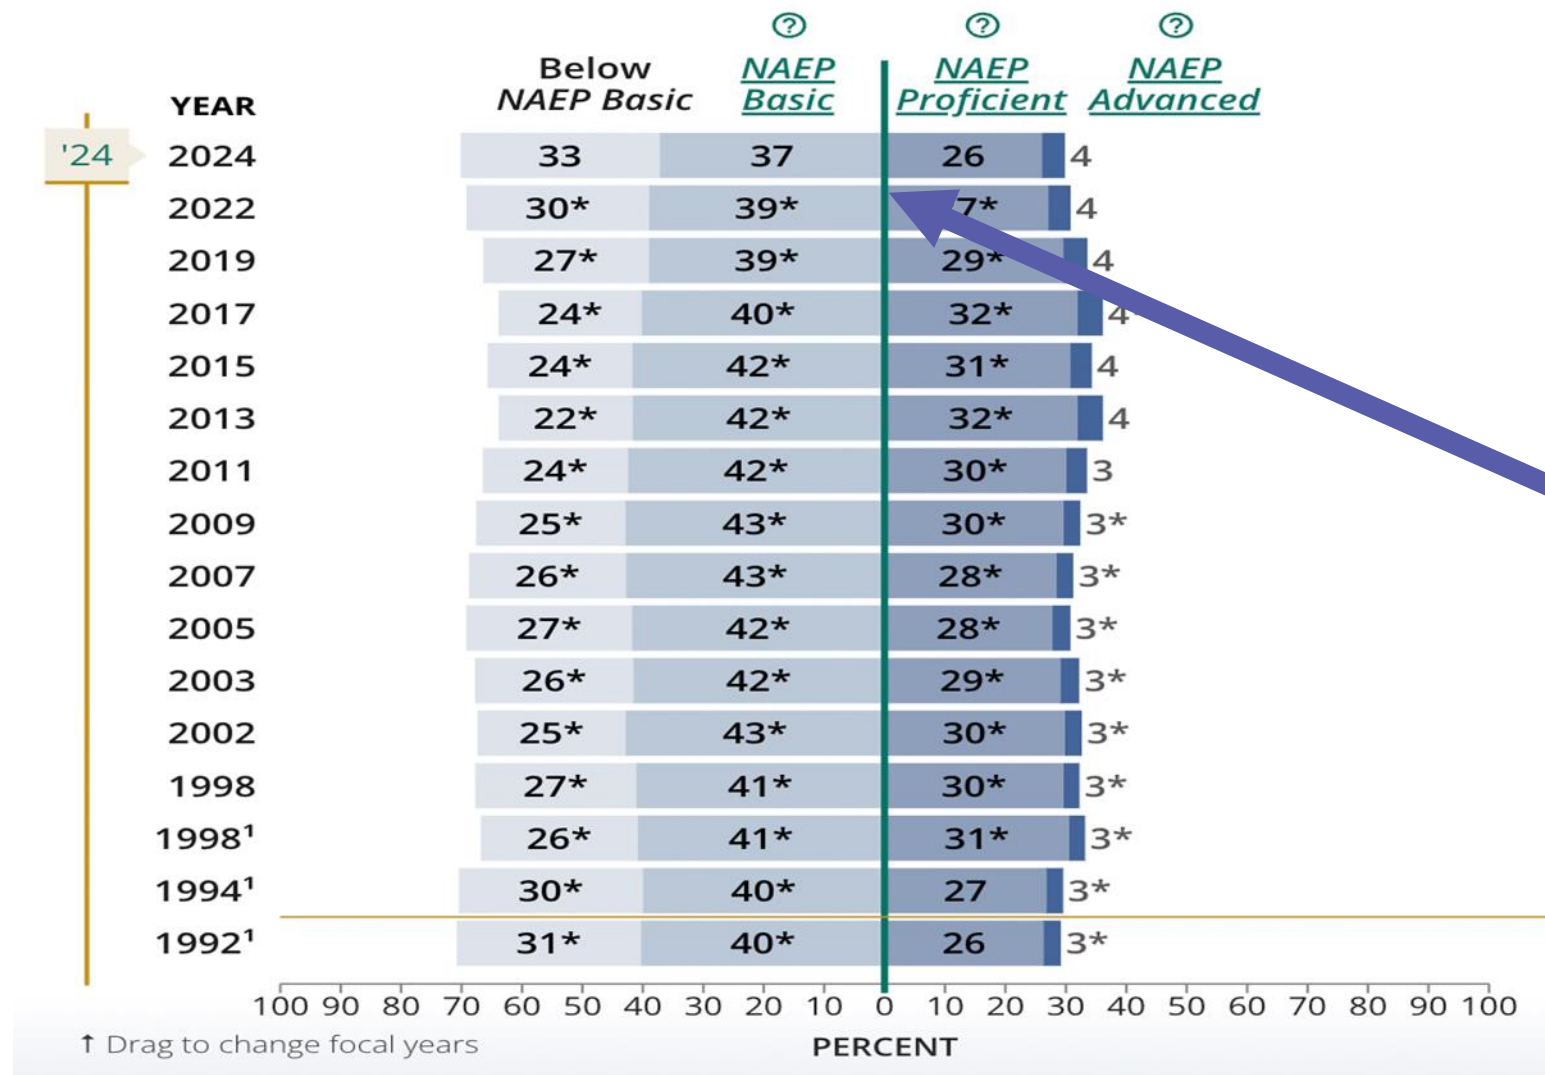 ? ? ?
Below NAEP NAEP NAEP
YEAR NAEP Basic Basic Proficient Advanced
'24 2024 33 37 26 4
2022 30* 39* 7* 4
2019 27* 39* 29* 4
2017 24* 40* 32* 4
2015 24* 42* 31* 4
2013 22* 42* 32* 4
2011 24* 42* 30* 3
2009 25* 43* 30* 3*
2007 26* 43* 28* 3*
2005 27* 42* 28* 3*
2003 26* 42* 29* 3*
2002 25* 43* 30* 3*
1998 27* 41* 30* 3*
1998¹ 26* 41* 31* 3*
1994¹ 30* 40* 27 3*
1992¹ 31* 40* 26 3*
100 90 80 70 60 50 40 30 20 10 0 10 20 30 40 50 60 70 80 90 100
↑ Drag to change focal years PERCENT